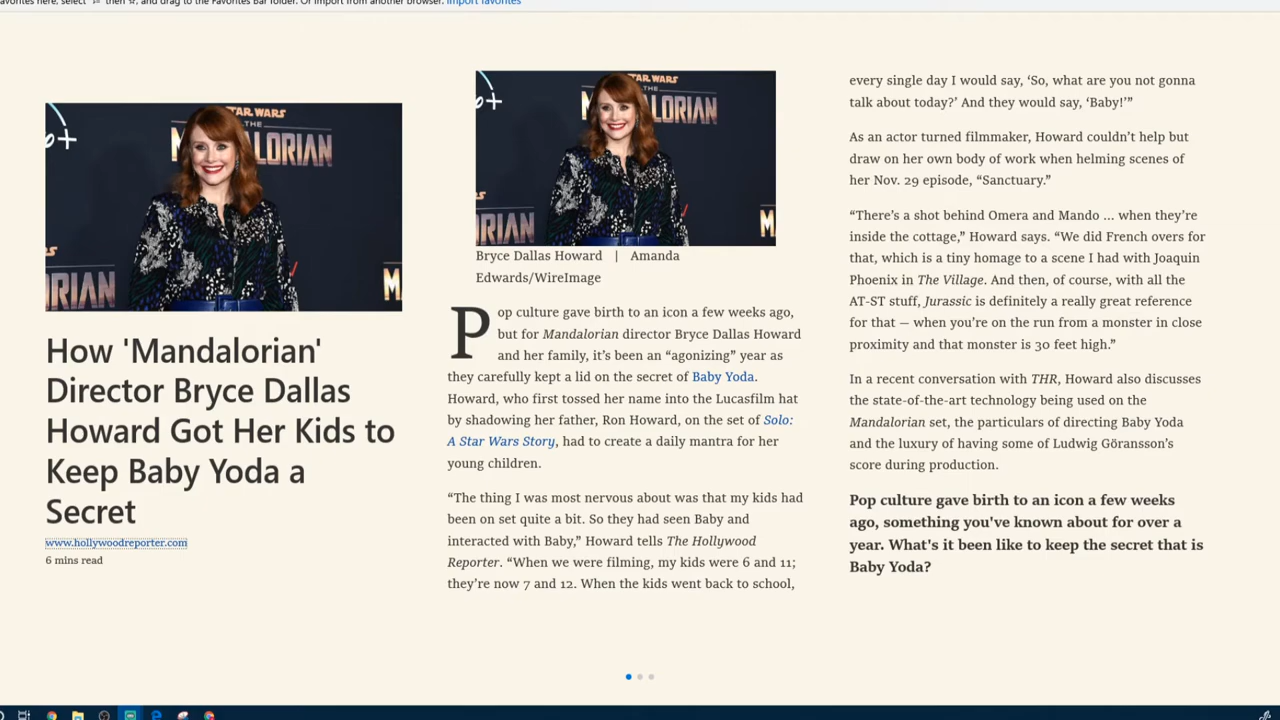 avorites here, select ☆ then ☆, and drag to the Favorites Bar folder. Or import from another browser. Import favorites
6+
STAR WARS
THE
MANDALORIAN
RIAN
M
How 'Mandalorian'
Director Bryce Dallas
Howard Got Her Kids to
Keep Baby Yoda a
Secret
www.hollywoodreporter.com
6 mins read
6+
STAR WARS
THE
MANDALORIAN
RS
RIAN
M
Bryce Dallas Howard | Amanda
Edwards/WireImage
Pop culture gave birth to an icon a few weeks ago,
but for Mandalorian director Bryce Dallas Howard
and her family, it’s been an “agonizing” year as
they carefully kept a lid on the secret of Baby Yoda.
Howard, who first tossed her name into the Lucasfilm hat
by shadowing her father, Ron Howard, on the set of Solo:
A Star Wars Story, had to create a daily mantra for her
young children.
“The thing I was most nervous about was that my kids had
been on set quite a bit. So they had seen Baby and
interacted with Baby,” Howard tells The Hollywood
Reporter. “When we were filming, my kids were 6 and 11;
they’re now 7 and 12. When the kids went back to school,
every single day I would say, ‘So, what are you not gonna
talk about today?’ And they would say, ‘Baby!’”
As an actor turned filmmaker, Howard couldn’t help but
draw on her own body of work when helming scenes of
her Nov. 29 episode, “Sanctuary.”
“There’s a shot behind Omera and Mando ... when they’re
inside the cottage,” Howard says. “We did French overs for
that, which is a tiny homage to a scene I had with Joaquin
Phoenix in The Village. And then, of course, with all the
AT-ST stuff, Jurassic is definitely a really great reference
for that — when you’re on the run from a monster in close
proximity and that monster is 30 feet high.”
In a recent conversation with THR, Howard also discusses
the state-of-the-art technology being used on the
Mandalorian set, the particulars of directing Baby Yoda
and the luxury of having some of Ludwig Göransson’s
score during production.
Pop culture gave birth to an icon a few weeks
ago, something you've known about for over a
year. What's it been like to keep the secret that is
Baby Yoda?